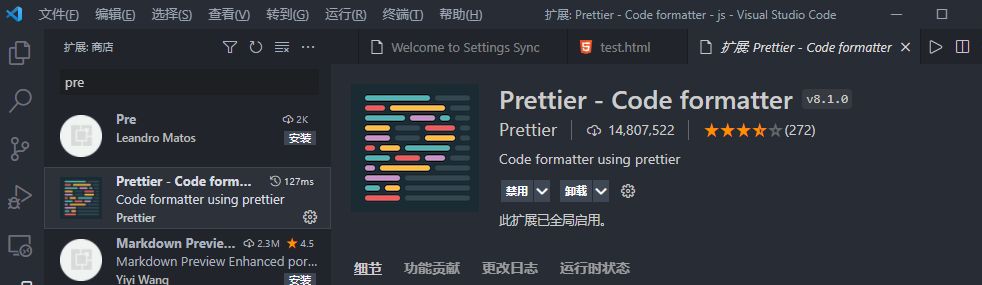 文件(F) 编辑(E) 选择(S) 查看(V) 转到(G) 运行(R) 终端(T) 帮助(H) 扩展: Prettier - Code formatter - js - Visual Studio Code
扩展: 商店
Welcome to Settings Sync
test.html
扩展: Prettier - Code formatter
pre
Pre 2K
Leandro Matos 安装
Prettier - Code form... 127ms
Code formatter using prettier
Prettier
Markdown Previe... 2.3M 4.5
Markdown Preview Enhanced por...
Yiyi Wang 安装
Prettier - Code formatter v8.1.0
Prettier 14,807,522 (272)
Code formatter using prettier
禁用 卸载
此扩展已全局启用。
细节 功能贡献 更改日志 运行时状态